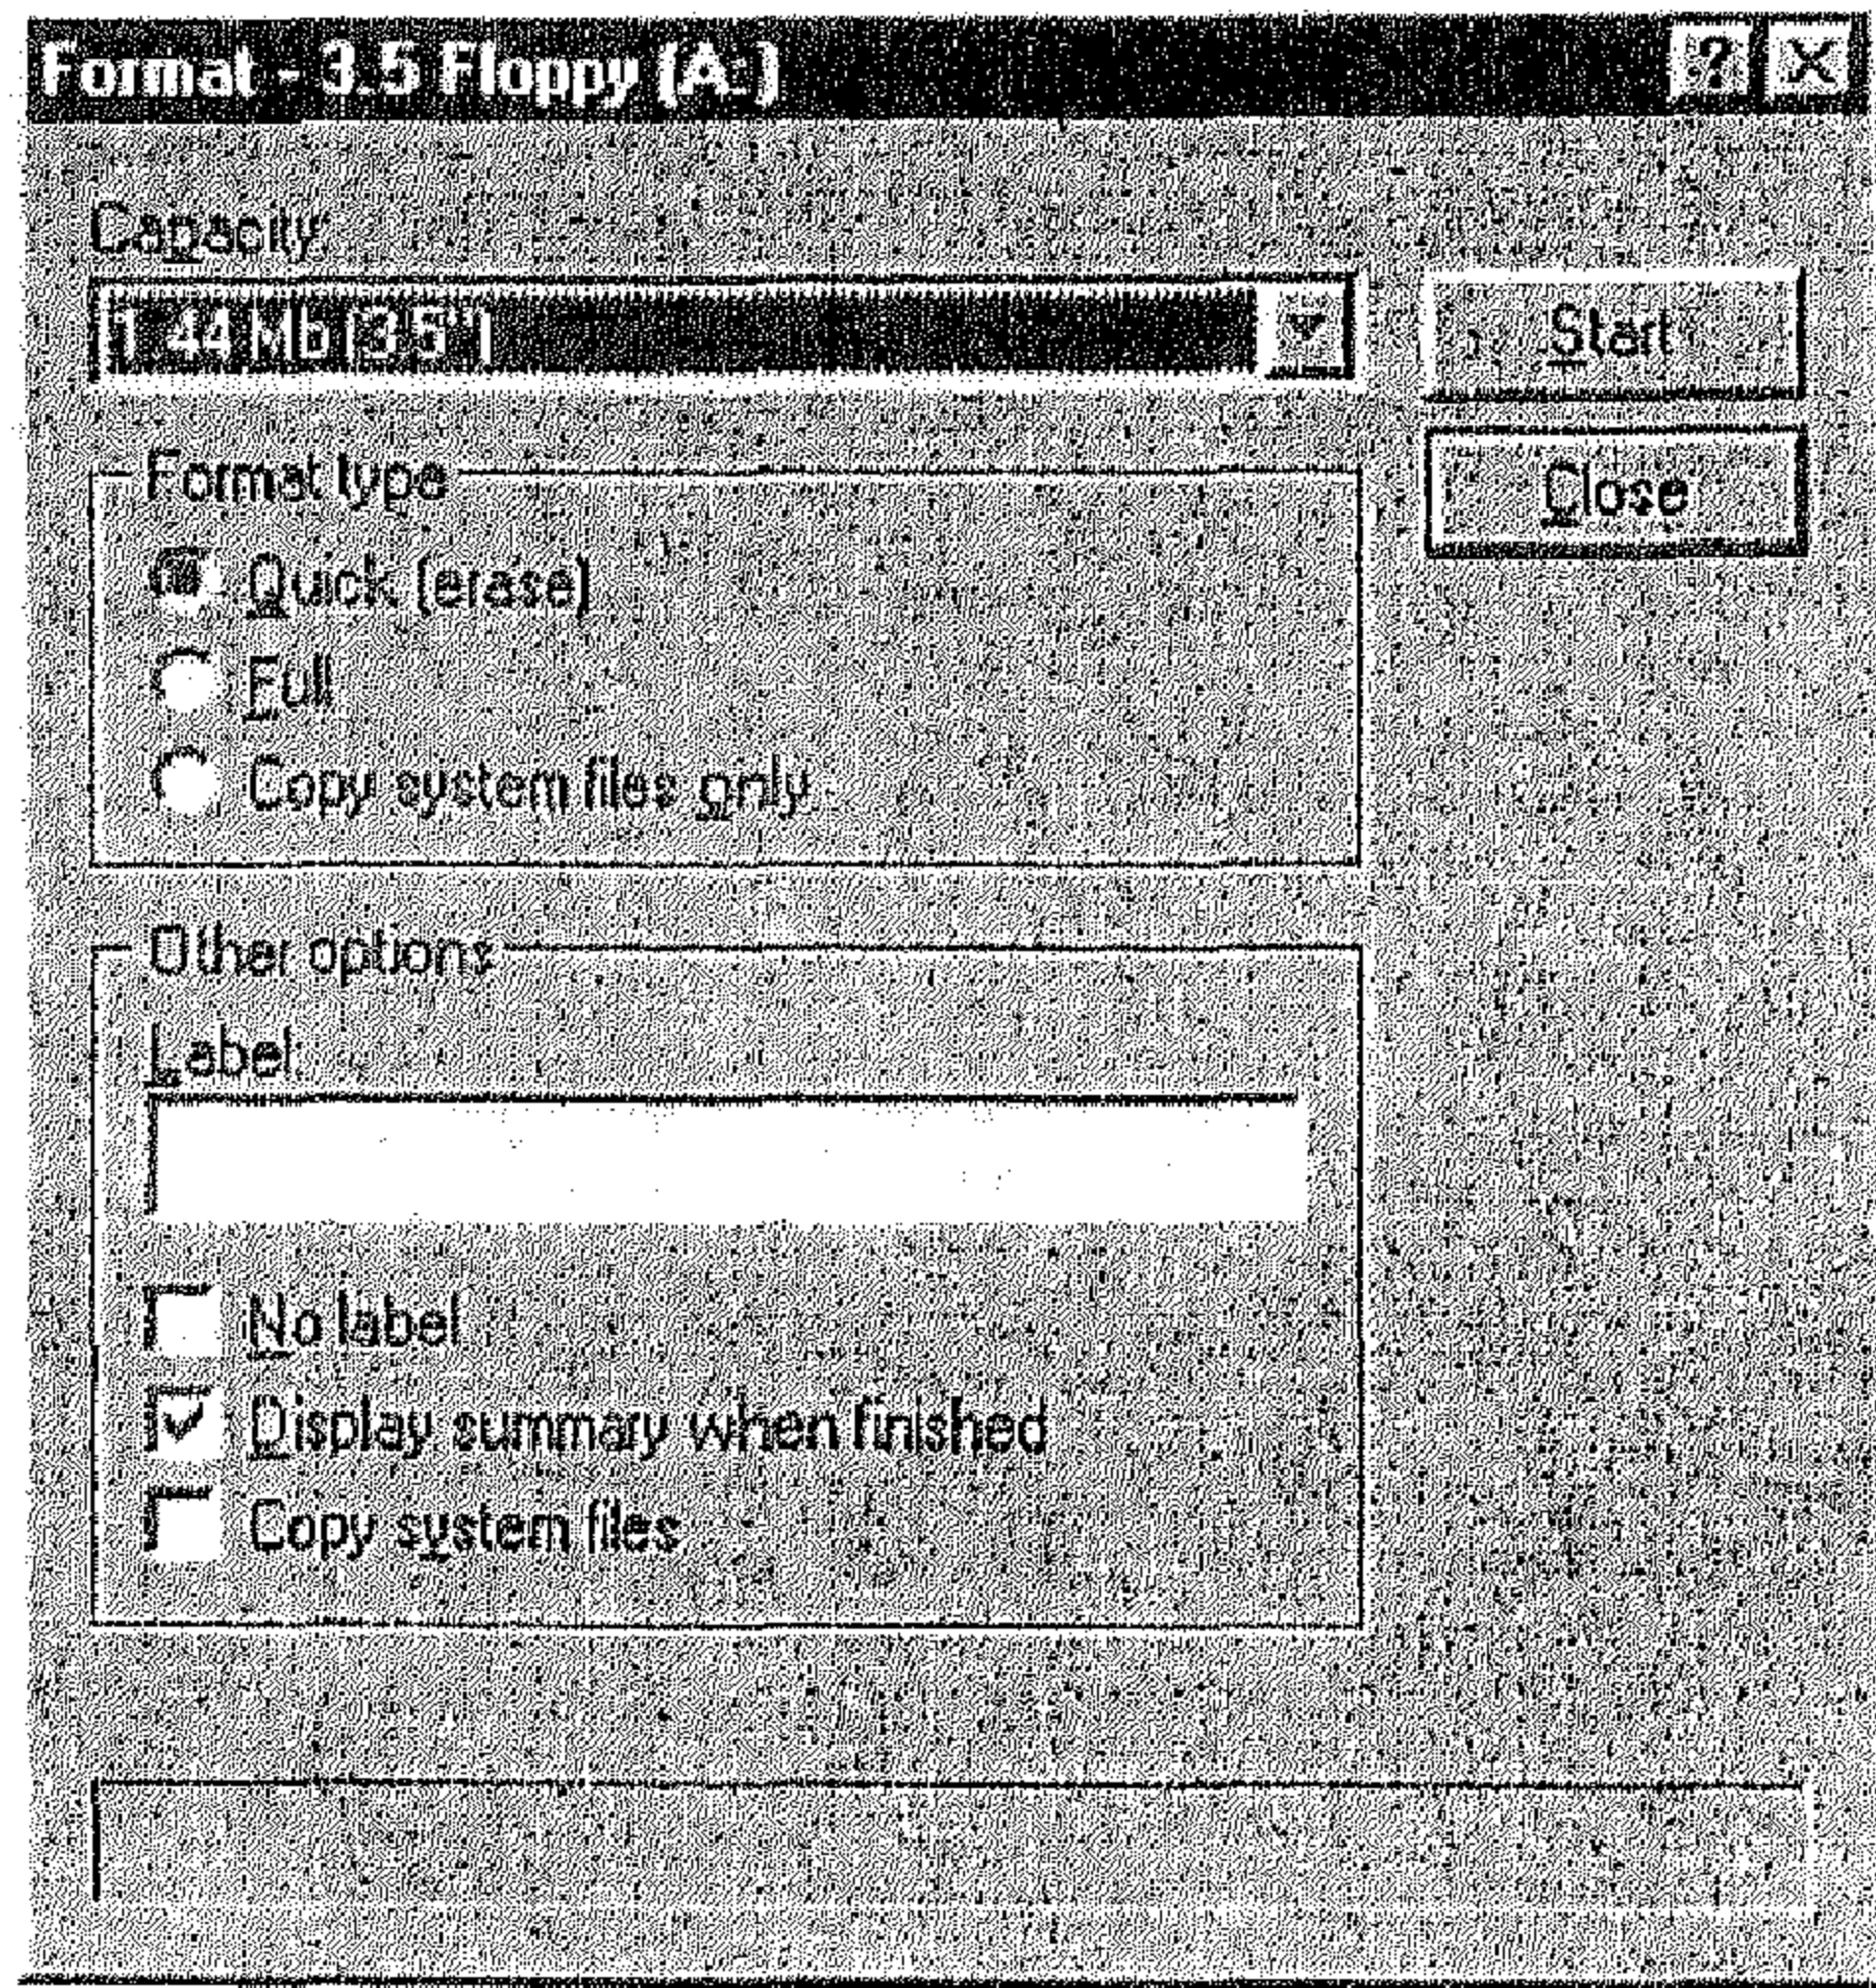 Format - 3.5 Floppy (A:)
Capacity:
1.44 Mb (3.5")
Start
Close
Format type
Quick (erase)
Full
Copy system files only
Other options
Label:
No label
Display summary when finished
Copy system files